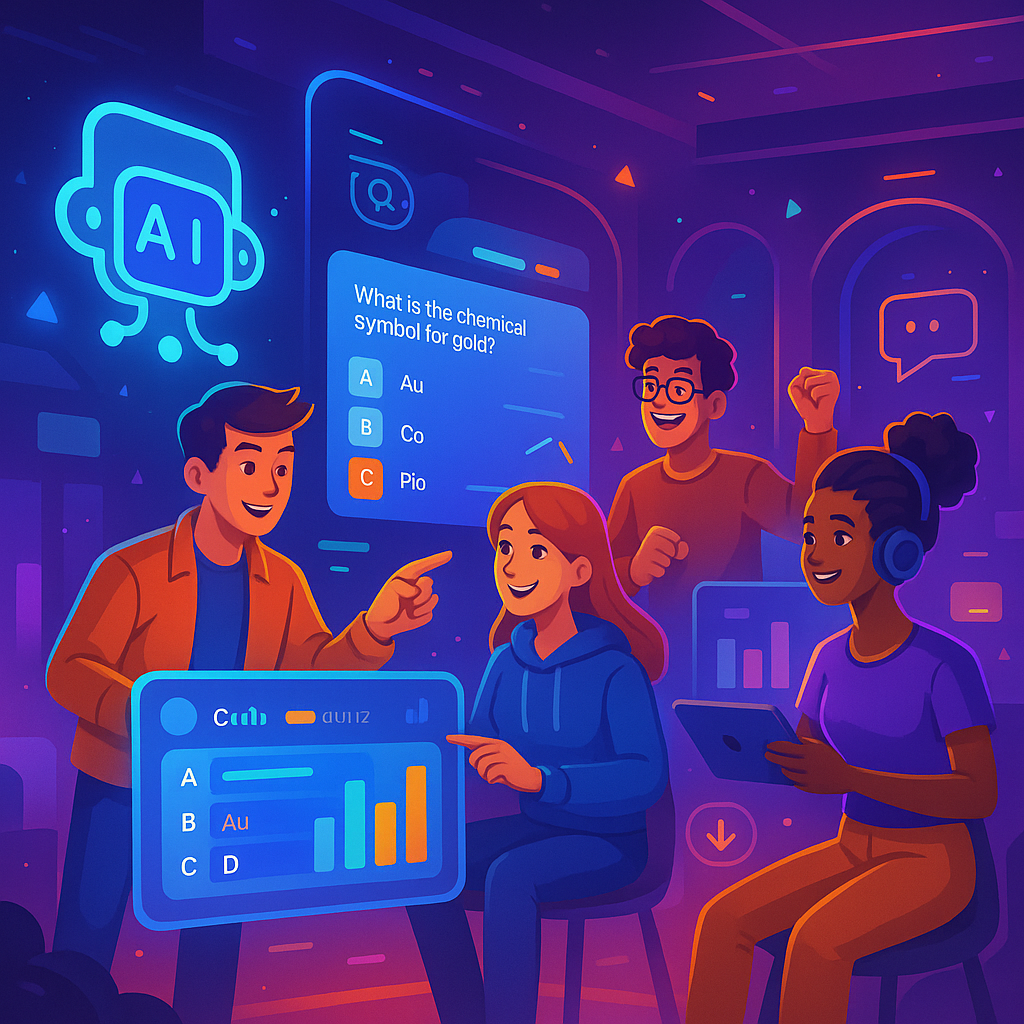 AI
What is the chemical
symbol for gold?
A Au
B Co
C Pio
A
B Au
C D